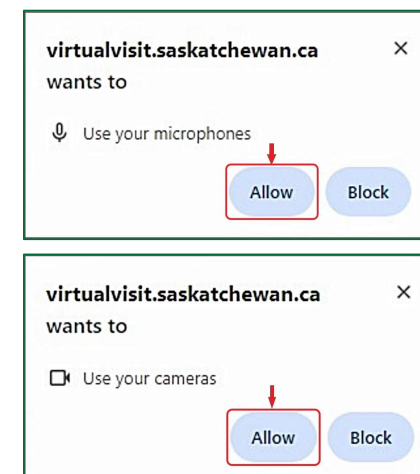 virtualvisit.saskatchewan.ca
wants to
Use your microphones
Allow Block
virtualvisit.saskatchewan.ca
wants to
Use your cameras
Allow Block